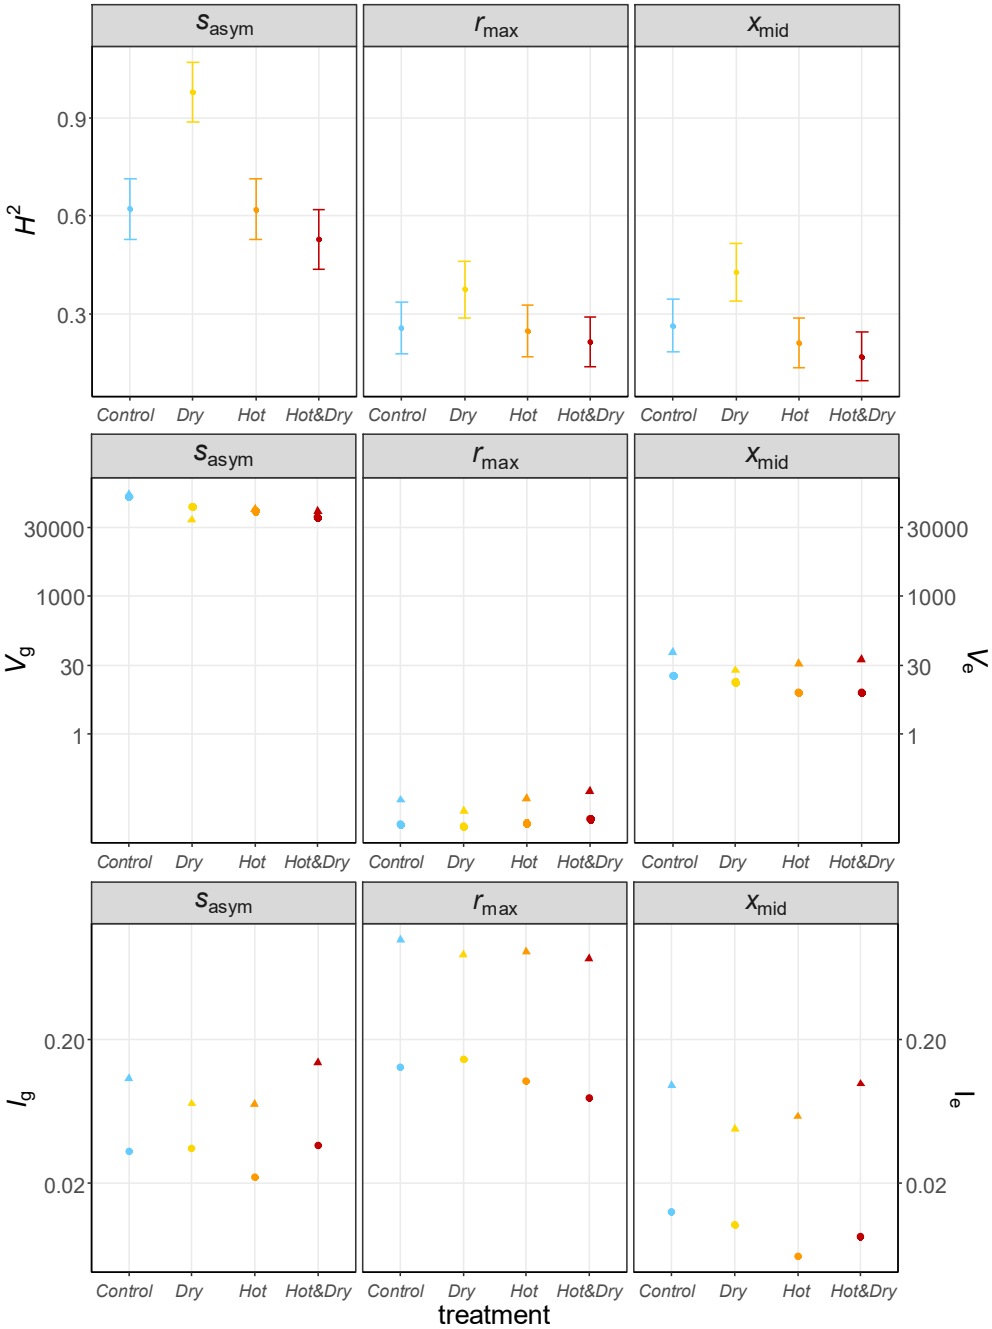 s_asym r_max x_mid
0.9
0.6
0.3
H²
Control Dry Hot Hot&Dry Control Dry Hot Hot&Dry Control Dry Hot Hot&Dry
s_asym r_max x_mid
30000 30000
1000 1000
30 30
1 1
V_g V_e
Control Dry Hot Hot&Dry Control Dry Hot Hot&Dry Control Dry Hot Hot&Dry
s_asym r_max x_mid
0.20 0.20
0.02 0.02
I_g I_e
Control Dry Hot Hot&Dry Control Dry Hot Hot&Dry Control Dry Hot Hot&Dry
treatment